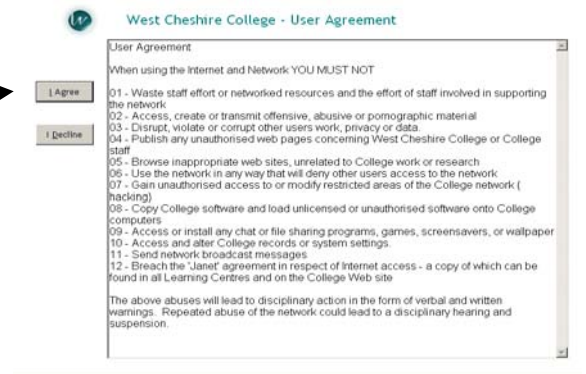 West Cheshire College - User Agreement
User Agreement
When using the Internet and Network YOU MUST NOT
I Agree
I Decline
01 - Waste staff effort or networked resources and the effort of staff involved in supporting
the network
02 - Access, create or transmit offensive, abusive or pornographic material
03 - Disrupt, violate or corrupt other users work, privacy or data.
04 - Publish any unauthorised web pages concerning West Cheshire College or College
staff
05 - Browse inappropriate web sites, unrelated to College work or research
06 - Use the network in any way that will deny other users access to the network
07 - Gain unauthorised access to or modify restricted areas of the College network (
hacking)
08 - Copy College software and load unlicensed or unauthorised software onto College
computers
09 - Access or install any chat or file sharing programs, games, screensavers, or wallpaper
10 - Access and alter College records or system settings.
11 - Send network broadcast messages
12 - Breach the 'Janet' agreement in respect of Internet access - a copy of which can be
found in all Learning Centres and on the College Web site
The above abuses will lead to disciplinary action in the form of verbal and written
warnings. Repeated abuse of the network could lead to a disciplinary hearing and
suspension.